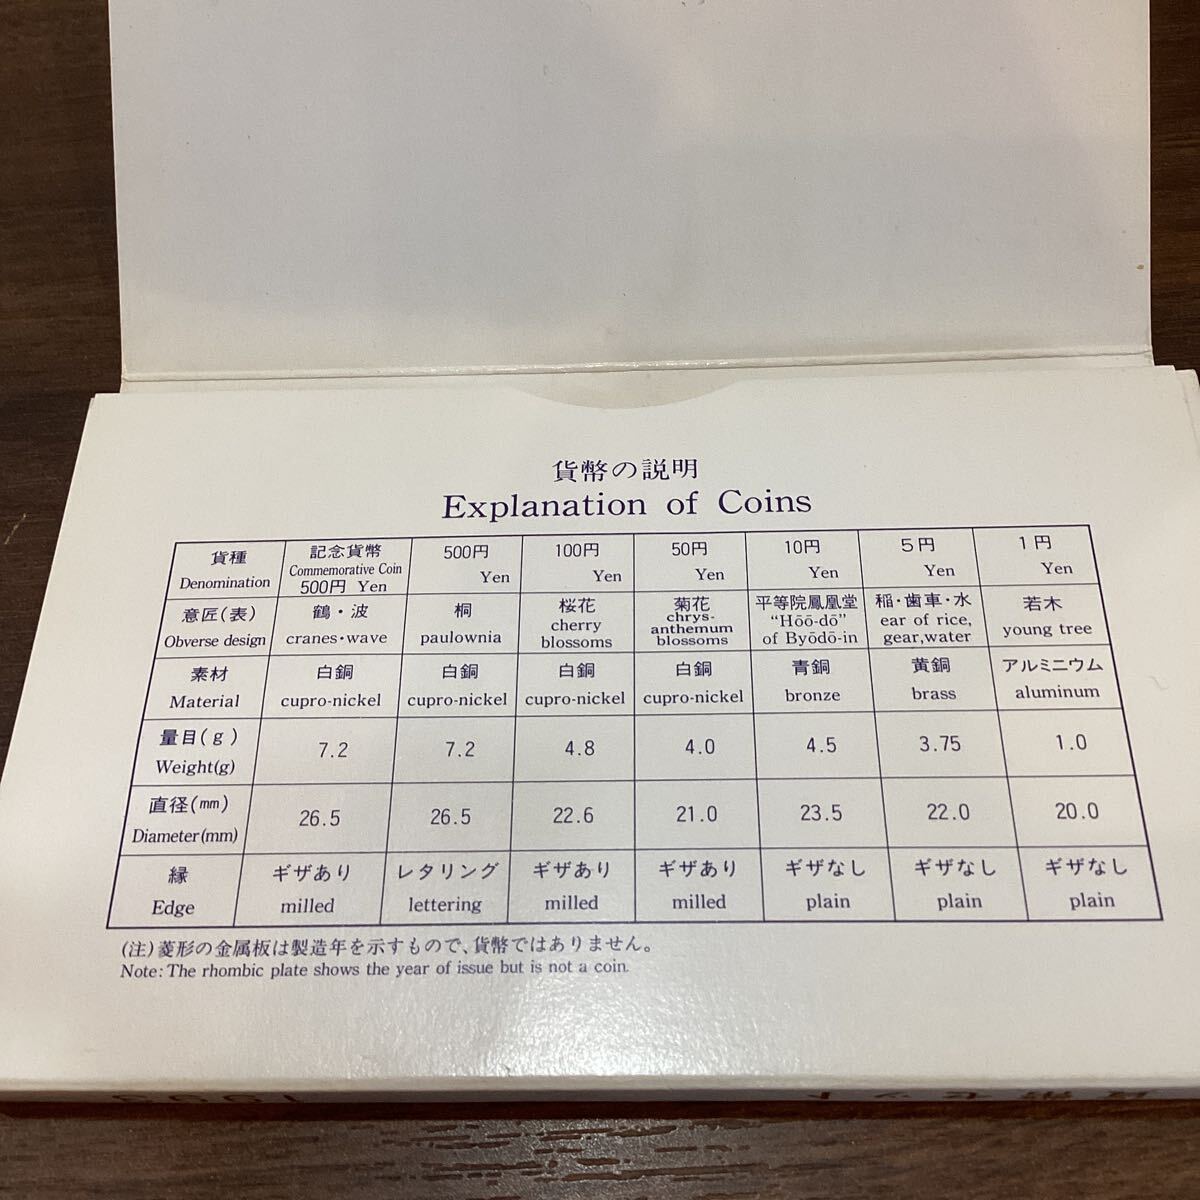 貨幣の説明
Explanation of Coins
貨種 記念貨幣 500円 100円 50円 10円 5円 1円
Denomination Commemorative Coin 500円 Yen Yen Yen Yen Yen Yen Yen
意匠(表) 鶴・波 桐 桜花 菊花 平等院鳳凰堂 稲・歯車・水 若木
Obverse design cranes・wave paulownia cherry blossoms chrys-anthemum blossoms "Hōō-dō" of Byōdō-in ear of rice, gear,water young tree
素材 白銅 白銅 白銅 白銅 青銅 黄銅 アルミニウム
Material cupro-nickel cupro-nickel cupro-nickel cupro-nickel bronze brass aluminum
量目(g) 7.2 7.2 4.8 4.0 4.5 3.75 1.0
Weight(g)
直径(㎜) 26.5 26.5 22.6 21.0 23.5 22.0 20.0
Diameter(mm)
縁 ギザあり レタリング ギザあり ギザあり ギザなし ギザなし ギザなし
Edge milled lettering milled milled plain plain plain
(注)菱形の金属板は製造年を示すもので、貨幣ではありません。
Note: The rhombic plate shows the year of issue but is not a coin.
貨幣セット 1993